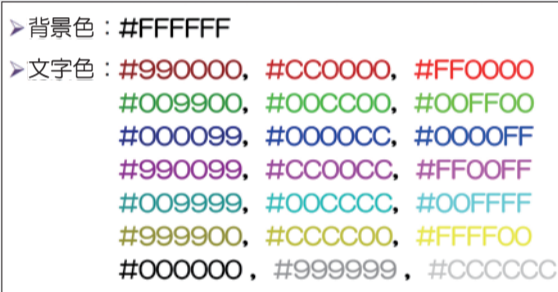 ➢背景色：#FFFFFF
➢文字色：#990000, #CC0000, #FF0000
#009900, #00CC00, #00FF00
#000099, #0000CC, #0000FF
#990099, #CC00CC, #FF00FF
#009999, #00CCCC, #00FFFF
#999900, #CCCC00, #FFFF00
#000000, #999999, #CCCCCC